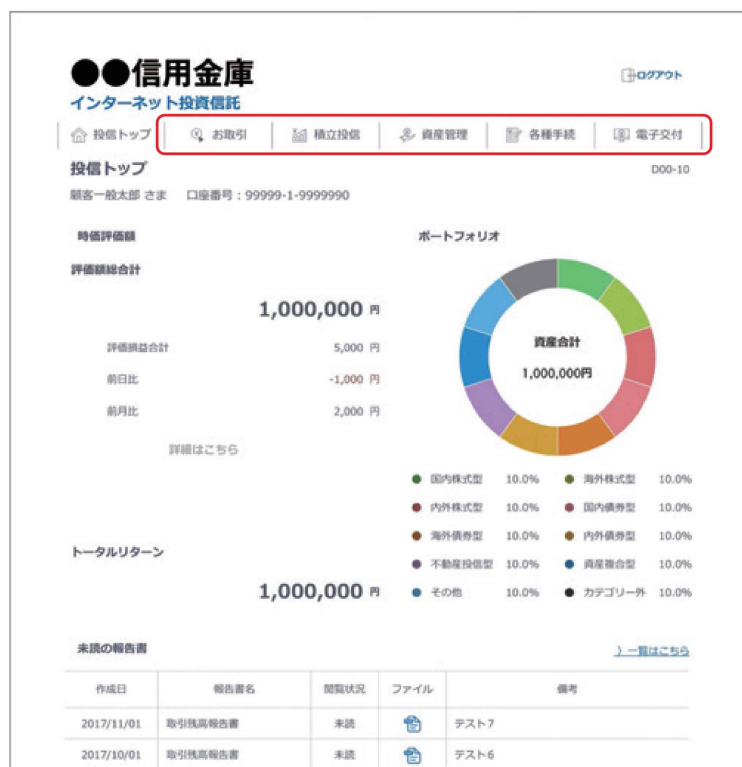 ●●信用金庫
ログアウト
インターネット投資信託
投信トップ お取引 積立投信 資産管理 各種手続 電子交付
投信トップ
D00-10
顧客一般太郎 さま 口座番号：99999-1-9999990
時価評価額
評価額総合計
1,000,000 円
評価損益合計 5,000 円
前日比 -1,000 円
前月比 2,000 円
詳細はこちら
トータルリターン
1,000,000 円
ポートフォリオ
資産合計
1,000,000円
国内株式型 10.0% 海外株式型 10.0%
内外株式型 10.0% 国内債券型 10.0%
海外債券型 10.0% 内外債券型 10.0%
不動産投信型 10.0% 資産複合型 10.0%
その他 10.0% カテゴリー外 10.0%
未読の報告書
〉一覧はこちら
作成日 報告書名 閲覧状況 ファイル 備考
2017/11/01 取引残高報告書 未読 テスト7
2017/10/01 取引残高報告書 未読 テスト6